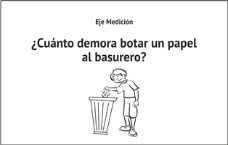 Eje Medición
¿Cuánto demora botar un papel
al basurero?